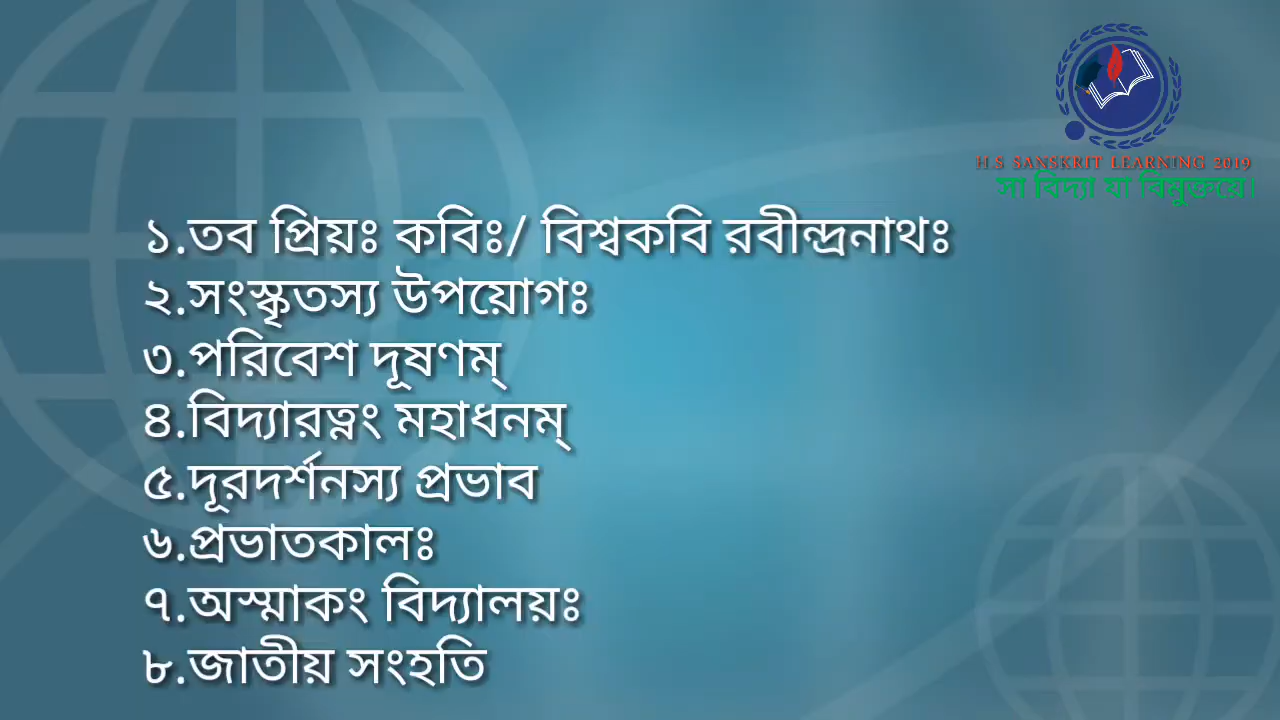 H.S SANSKRIT LEARNING 2019
সা বিদ্যা যা বিমুক্তয়ে।
১.তব প্রিয়ঃ কবিঃ/ বিশ্বকবি রবীন্দ্রনাথঃ
২.সংস্কৃতস্য উপয়োগঃ
৩.পরিবেশ দূষণম্
৪.বিদ্যারত্নং মহাধনম্
৫.দূরদর্শনস্য প্রভাব
৬.প্রভাতকালঃ
৭.অস্মাকং বিদ্যালয়ঃ
৮.জাতীয় সংহতি